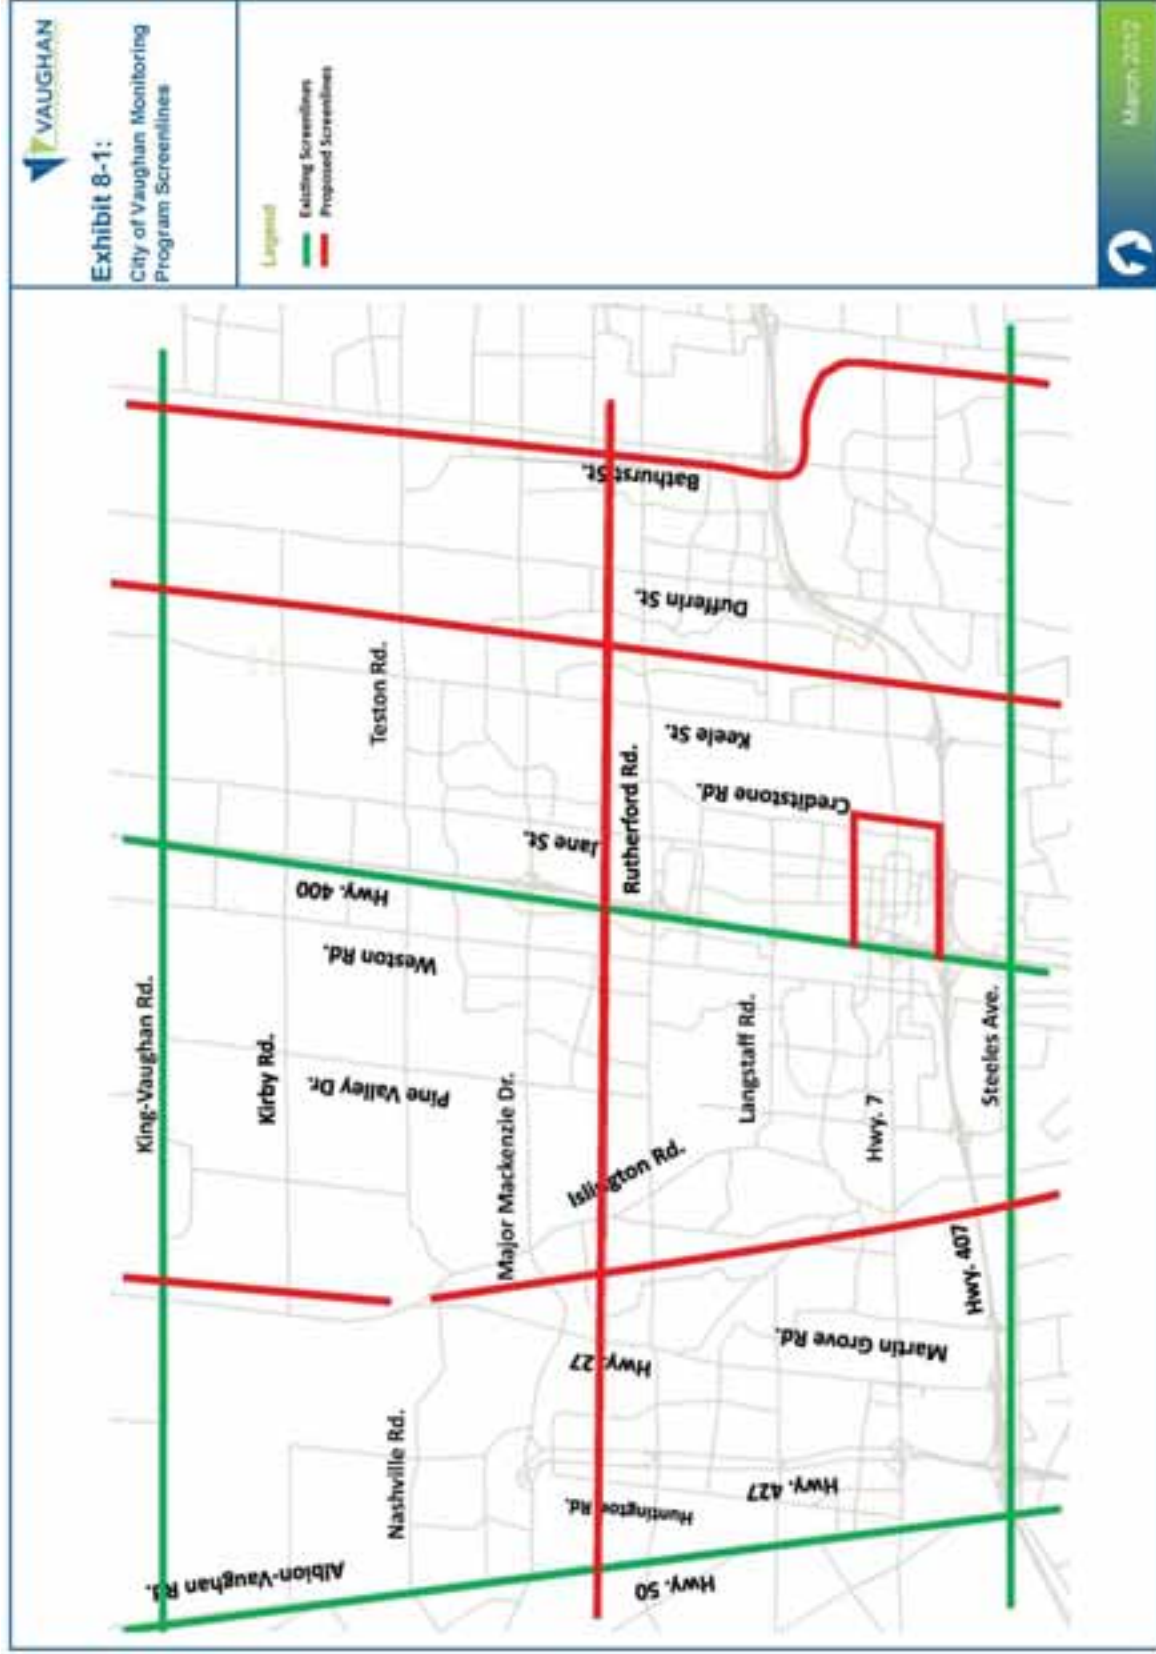 VAUGHAN
Exhibit 8-1:
City of Vaughan Monitoring
Program Screenlines
Legend
Existing Screenlines
Proposed Screenlines
March 2012
King-Vaughan Rd.
Kirby Rd.
Teston Rd.
Nashville Rd.
Major Mackenzie Dr.
Rutherford Rd.
Langstaff Rd.
Hwy. 7
Steeles Ave.
Hwy. 407
Albion-Vaughan Rd.
Hwy. 50
Huntington Rd.
Hwy. 427
Hwy. 27
Martin Grove Rd.
Islington Rd.
Pine Valley Dr.
Weston Rd.
Hwy. 400
Jane St.
Creditstone Rd.
Keele St.
Dufferin St.
Bathurst St.